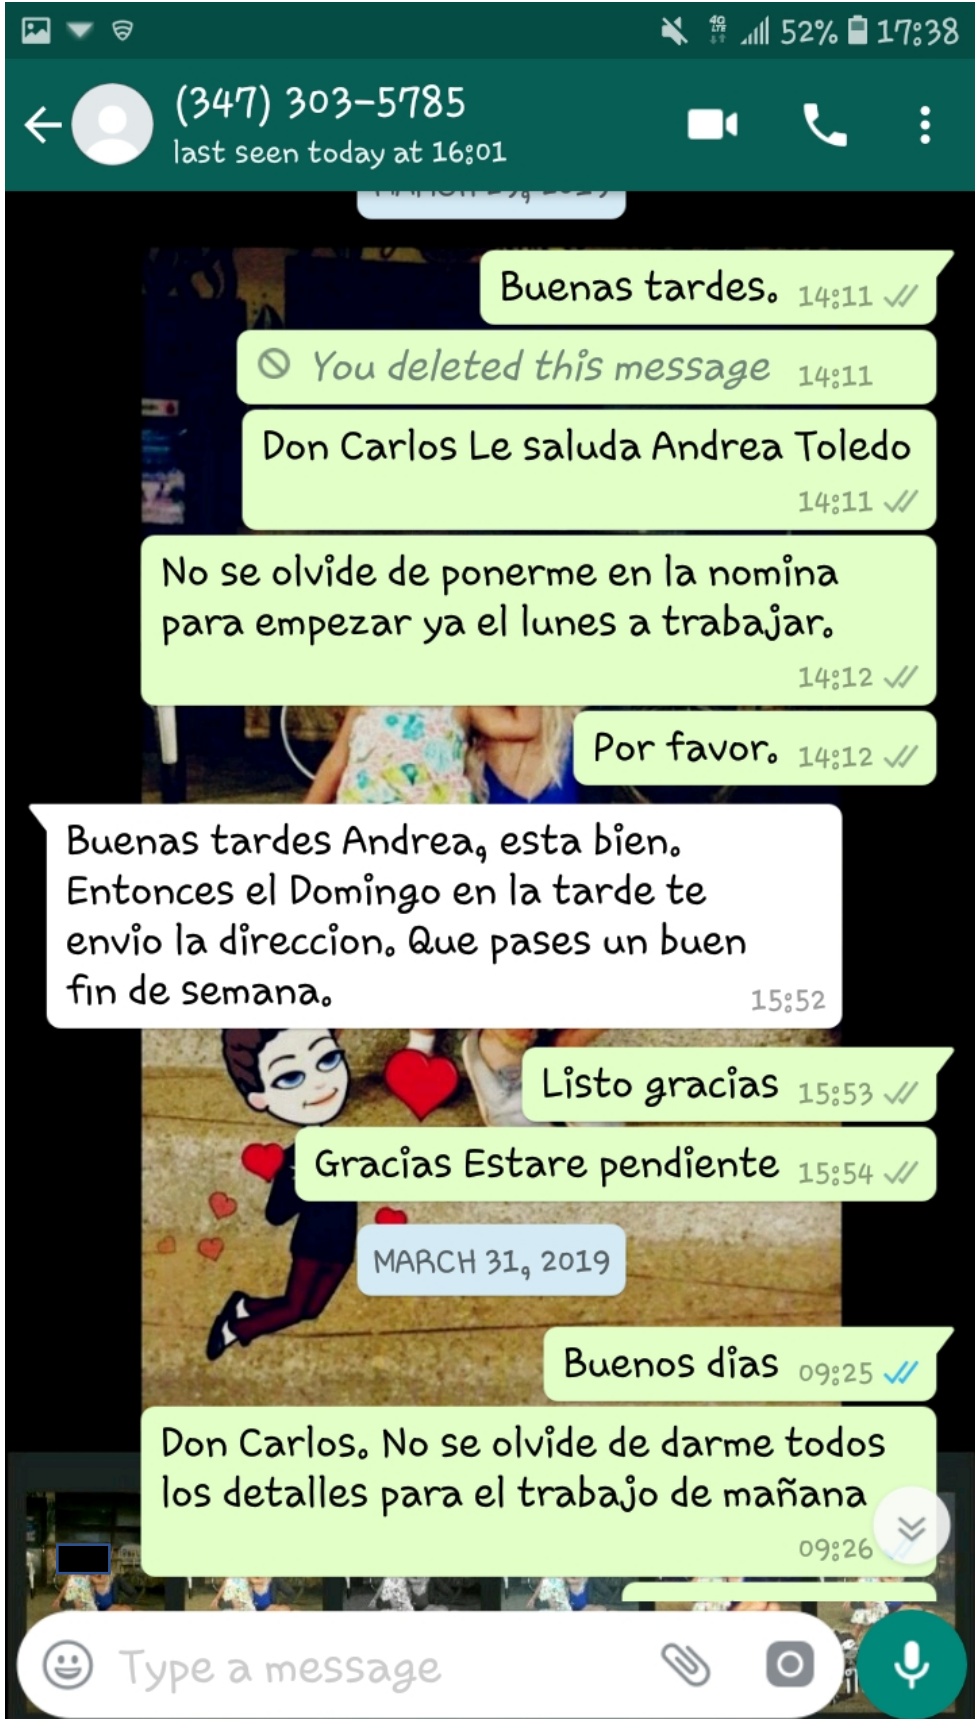 52% 17:38
(347) 303-5785
last seen today at 16:01
Buenas tardes. 14:11
You deleted this message 14:11
Don Carlos Le saluda Andrea Toledo
14:11
No se olvide de ponerme en la nomina
para empezar ya el lunes a trabajar.
14:12
Por favor. 14:12
Buenas tardes Andrea, esta bien.
Entonces el Domingo en la tarde te
envio la direccion. Que pases un buen
fin de semana. 15:52
Listo gracias 15:53
Gracias Estare pendiente 15:54
MARCH 31, 2019
Buenos dias 09:25
Don Carlos. No se olvide de darme todos
los detalles para el trabajo de mañana
09:26
Type a message